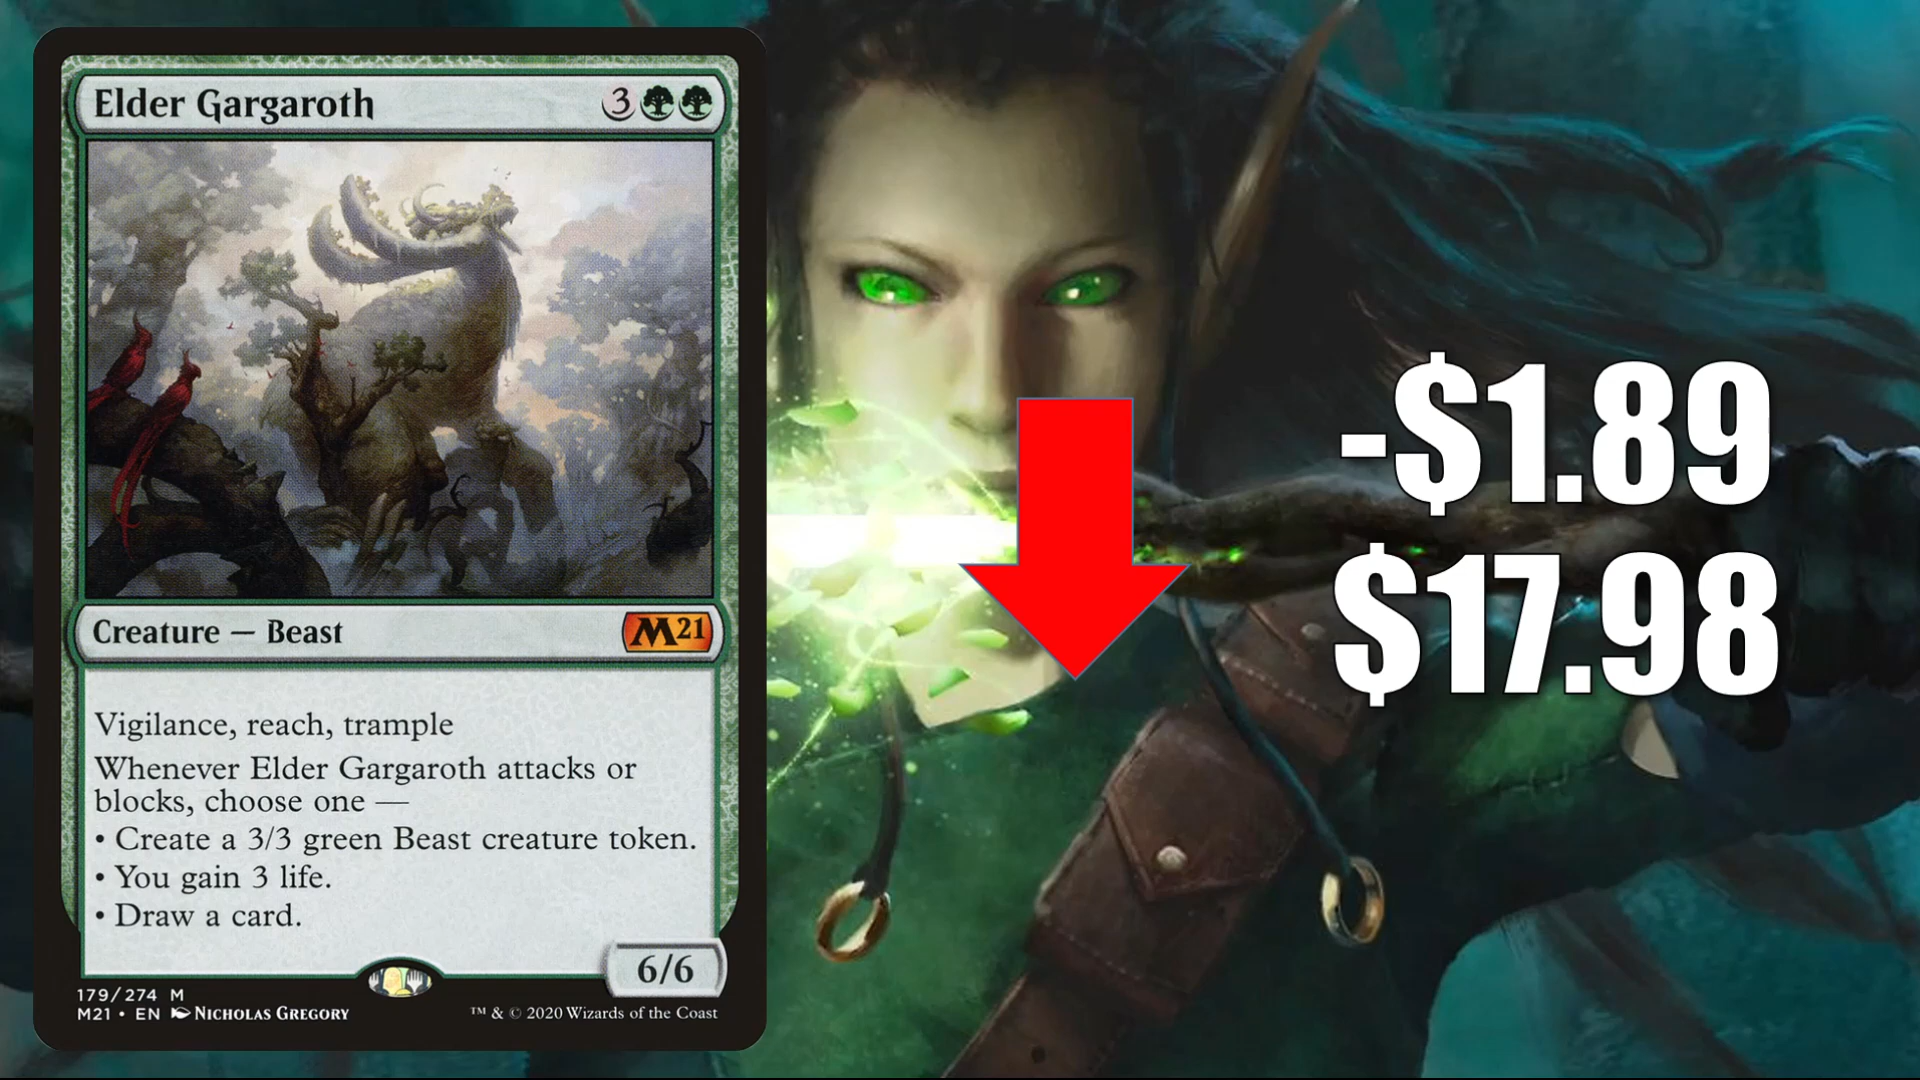 Elder Gargaroth 3
Creature — Beast M21
Vigilance, reach, trample
Whenever Elder Gargaroth attacks or
blocks, choose one —
• Create a 3/3 green Beast creature token.
• You gain 3 life.
• Draw a card.
6/6
179/274 M
M21 • EN Nicholas Gregory
™ & © 2020 Wizards of the Coast
-$1.89
$17.98